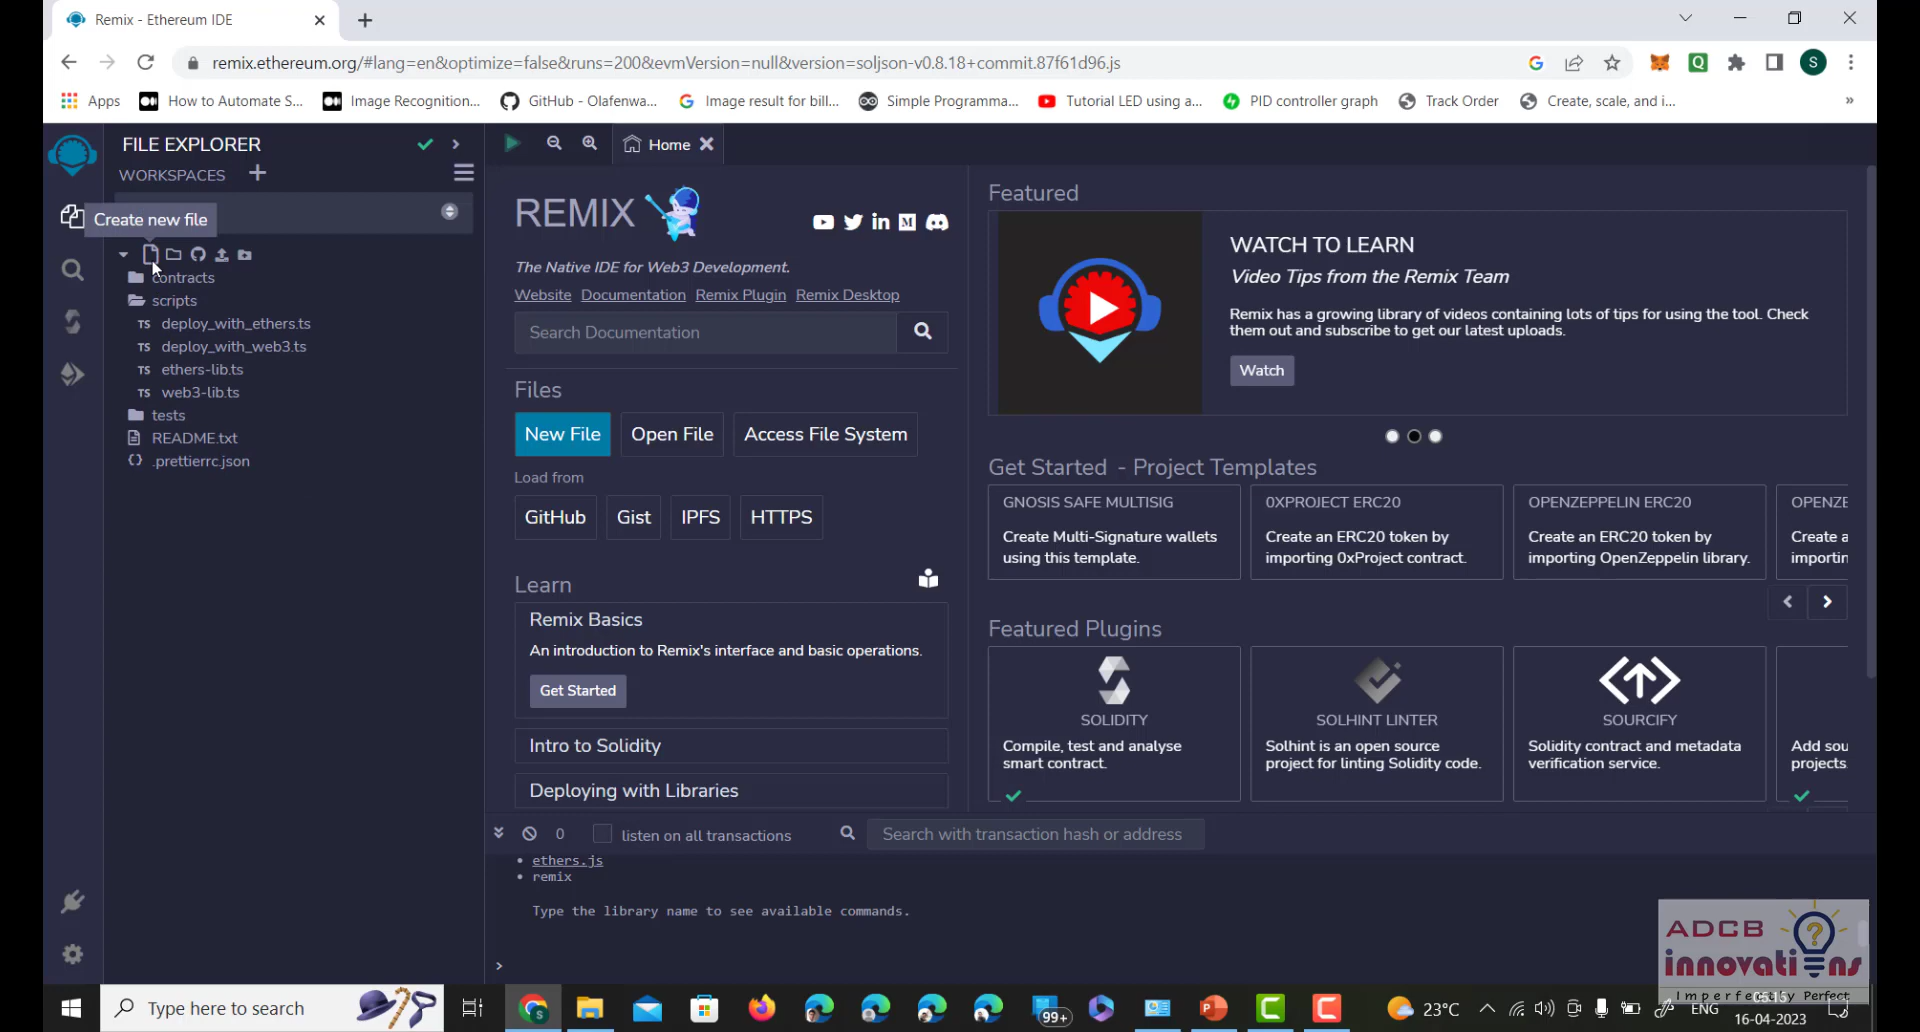 Remix - Ethereum IDE
remix.ethereum.org/#lang=en&optimize=false&runs=200&evmVersion=null&version=soljson-v0.8.18+commit.87f61d96.js
S
Apps
How to Automate S...
Image Recognition...
GitHub - Olafenwa...
Image result for bill...
Simple Programma...
Tutorial LED using a...
PID controller graph
Track Order
Create, scale, and i...
»
FILE EXPLORER
WORKSPACES
Create new file
contracts
scripts
TS deploy_with_ethers.ts
TS deploy_with_web3.ts
TS ethers-lib.ts
TS web3-lib.ts
tests
README.txt
.prettierrc.json
Home
REMIX
The Native IDE for Web3 Development.
Website Documentation Remix Plugin Remix Desktop
Search Documentation
Files
New File Open File Access File System
Load from
GitHub Gist IPFS HTTPS
Learn
Remix Basics
An introduction to Remix's interface and basic operations.
Get Started
Intro to Solidity
Deploying with Libraries
Featured
WATCH TO LEARN
Video Tips from the Remix Team
Remix has a growing library of videos containing lots of tips for using the tool. Check
them out and subscribe to get our latest uploads.
Watch
Get Started - Project Templates
GNOSIS SAFE MULTISIG
Create Multi-Signature wallets
using this template.
0XPROJECT ERC20
Create an ERC20 token by
importing 0xProject contract.
OPENZEPPELIN ERC20
Create an ERC20 token by
importing OpenZeppelin library.
OPENZE
Create a
importin
Featured Plugins
SOLIDITY
Compile, test and analyse
smart contract.
SOLHINT LINTER
Solhint is an open source
project for linting Solidity code.
SOURCIFY
Solidity contract and metadata
verification service.
Add sou
projects.
0
listen on all transactions
Search with transaction hash or address
• ethers.js
• remix
Type the library name to see available commands.
>
ADCB
innovati?ns
Imperfectly Perfect
Type here to search
99+
23°C
ENG
16-04-2023